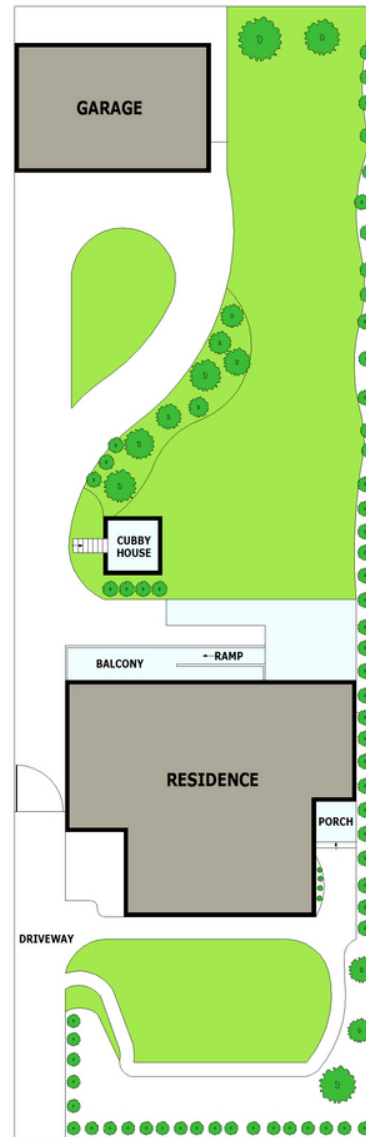 GARAGE
CUBBY
HOUSE
RAMP
BALCONY
RESIDENCE
PORCH
DRIVEWAY